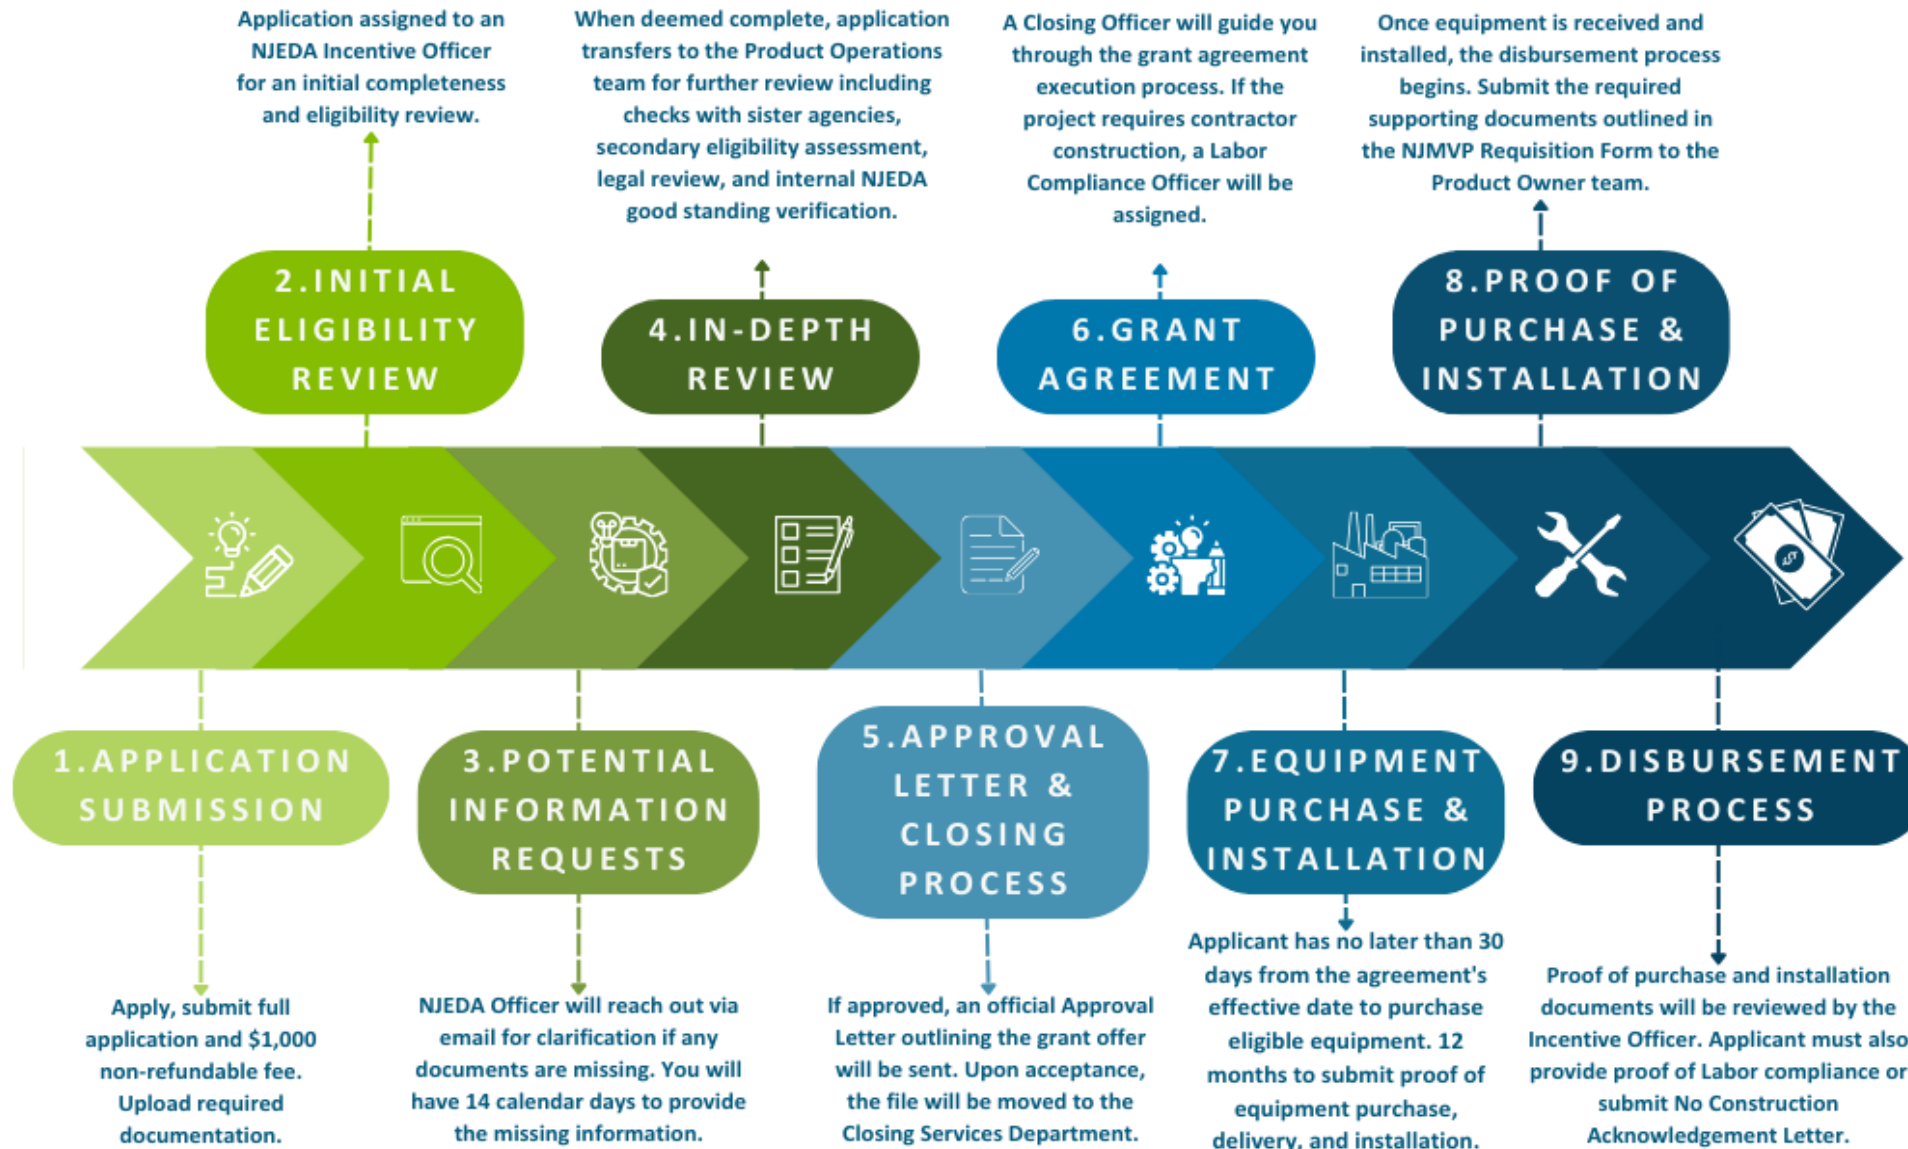 Application assigned to an
NJEDA Incentive Officer
for an initial completeness
and eligibility review.
When deemed complete, application
transfers to the Product Operations
team for further review including
checks with sister agencies,
secondary eligibility assessment,
legal review, and internal NJEDA
good standing verification.
A Closing Officer will guide you
through the grant agreement
execution process. If the
project requires contractor
construction, a Labor
Compliance Officer will be
assigned.
Once equipment is received and
installed, the disbursement process
begins. Submit the required
supporting documents outlined in
the NJMVP Requisition Form to the
Product Owner team.
2.INITIAL
ELIGIBILITY
REVIEW
4.IN-DEPTH
REVIEW
6.GRANT
AGREEMENT
8.PROOF OF
PURCHASE &
INSTALLATION
1.APPLICATION
SUBMISSION
3.POTENTIAL
INFORMATION
REQUESTS
5.APPROVAL
LETTER &
CLOSING
PROCESS
7.EQUIPMENT
PURCHASE &
INSTALLATION
9.DISBURSEMENT
PROCESS
Apply, submit full
application and $1,000
non-refundable fee.
Upload required
documentation.
NJEDA Officer will reach out via
email for clarification if any
documents are missing. You will
have 14 calendar days to provide
the missing information.
If approved, an official Approval
Letter outlining the grant offer
will be sent. Upon acceptance,
the file will be moved to the
Closing Services Department.
Applicant has no later than 30
days from the agreement's
effective date to purchase
eligible equipment. 12
months to submit proof of
equipment purchase,
delivery, and installation.
Proof of purchase and installation
documents will be reviewed by the
Incentive Officer. Applicant must also
provide proof of Labor compliance or
submit No Construction
Acknowledgement Letter.